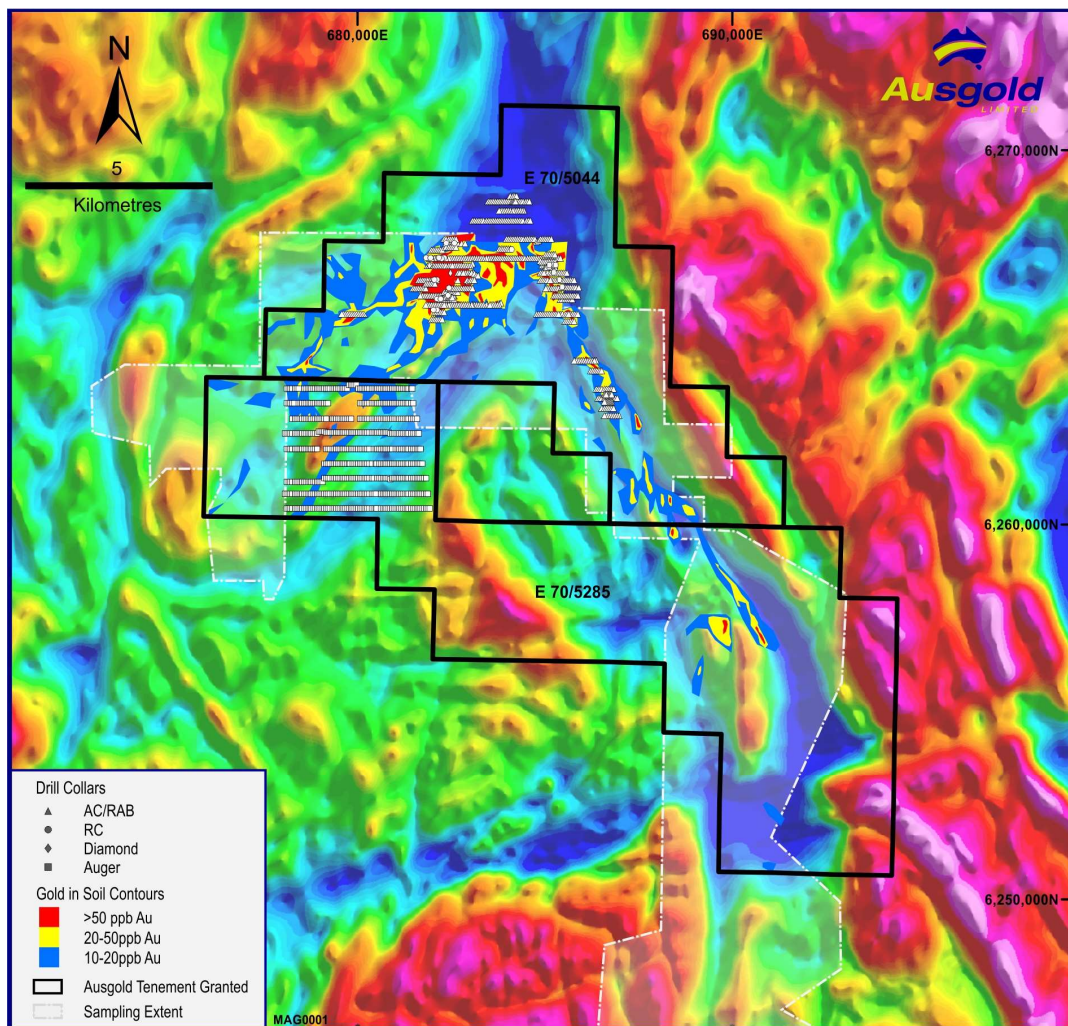 680,000E
690,000E
N
Ausgold
LIMITED
5
Kilometres
6,270,000N
E 70/5044
6,260,000N
E 70/5285
6,250,000N
Drill Collars
AC/RAB
RC
Diamond
Auger
Gold in Soil Contours
>50 ppb Au
20-50ppb Au
10-20ppb Au
Ausgold Tenement Granted
Sampling Extent
MAG0001